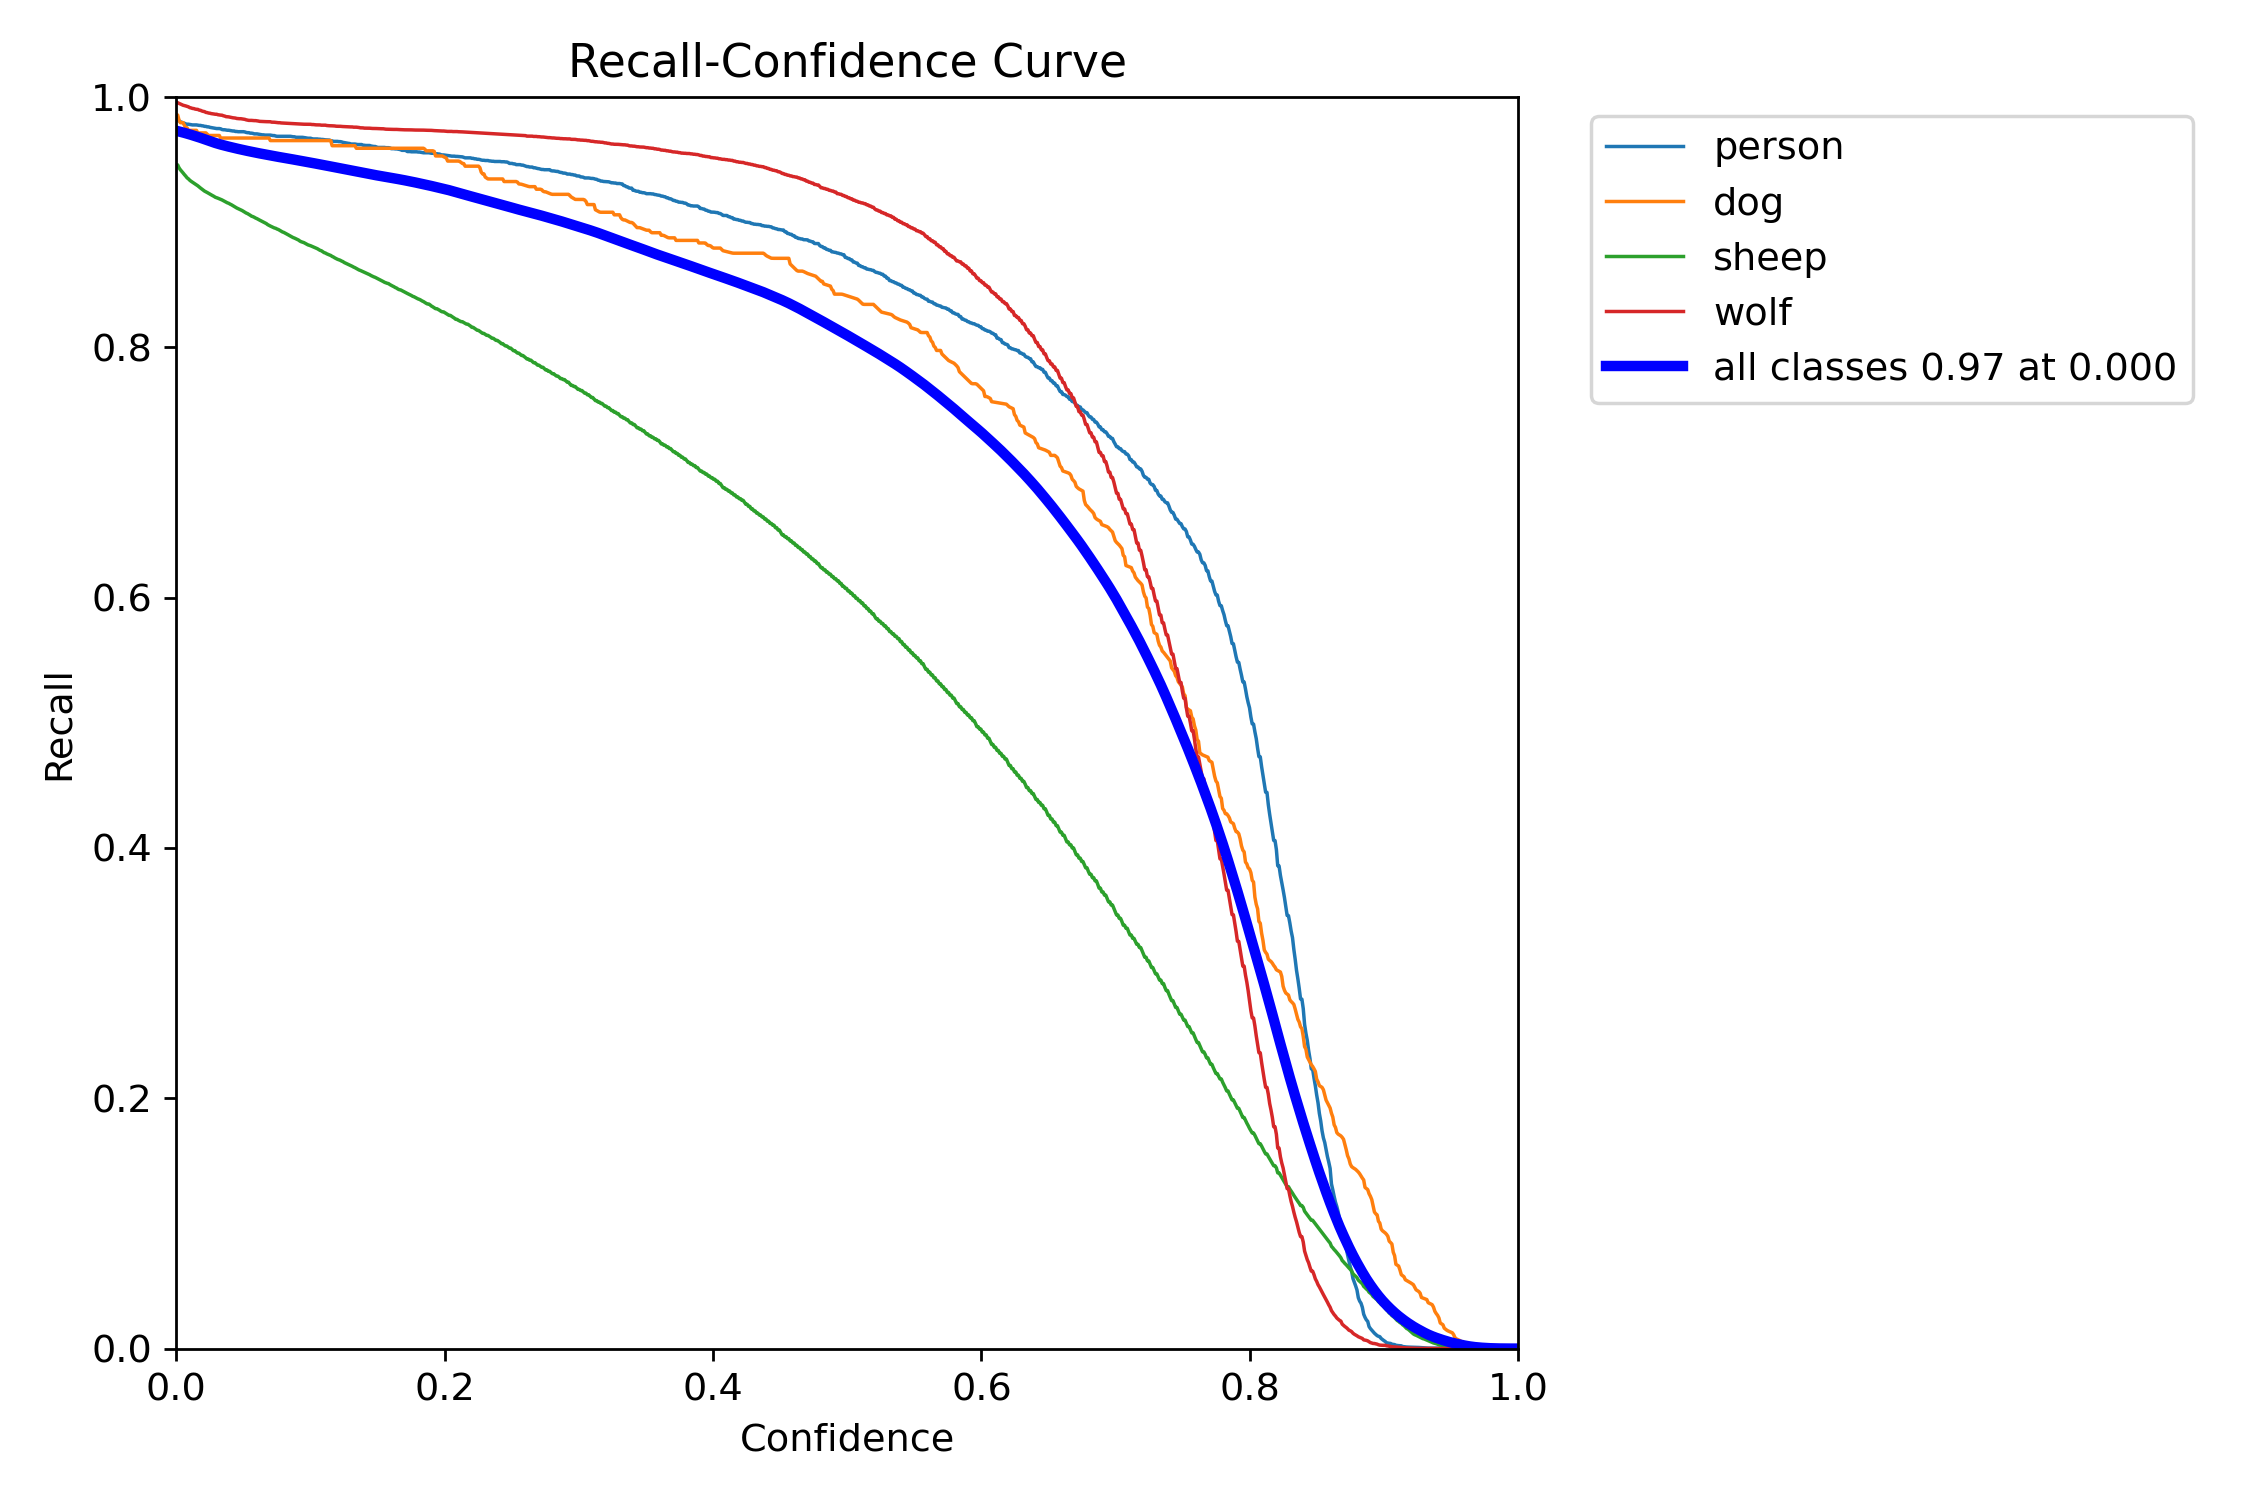 Recall-Confidence Curve
1.0
0.8
0.6
0.4
0.2
0.0
Recall
0.0 0.2 0.4 0.6 0.8 1.0
Confidence
person
dog
sheep
wolf
all classes 0.97 at 0.000